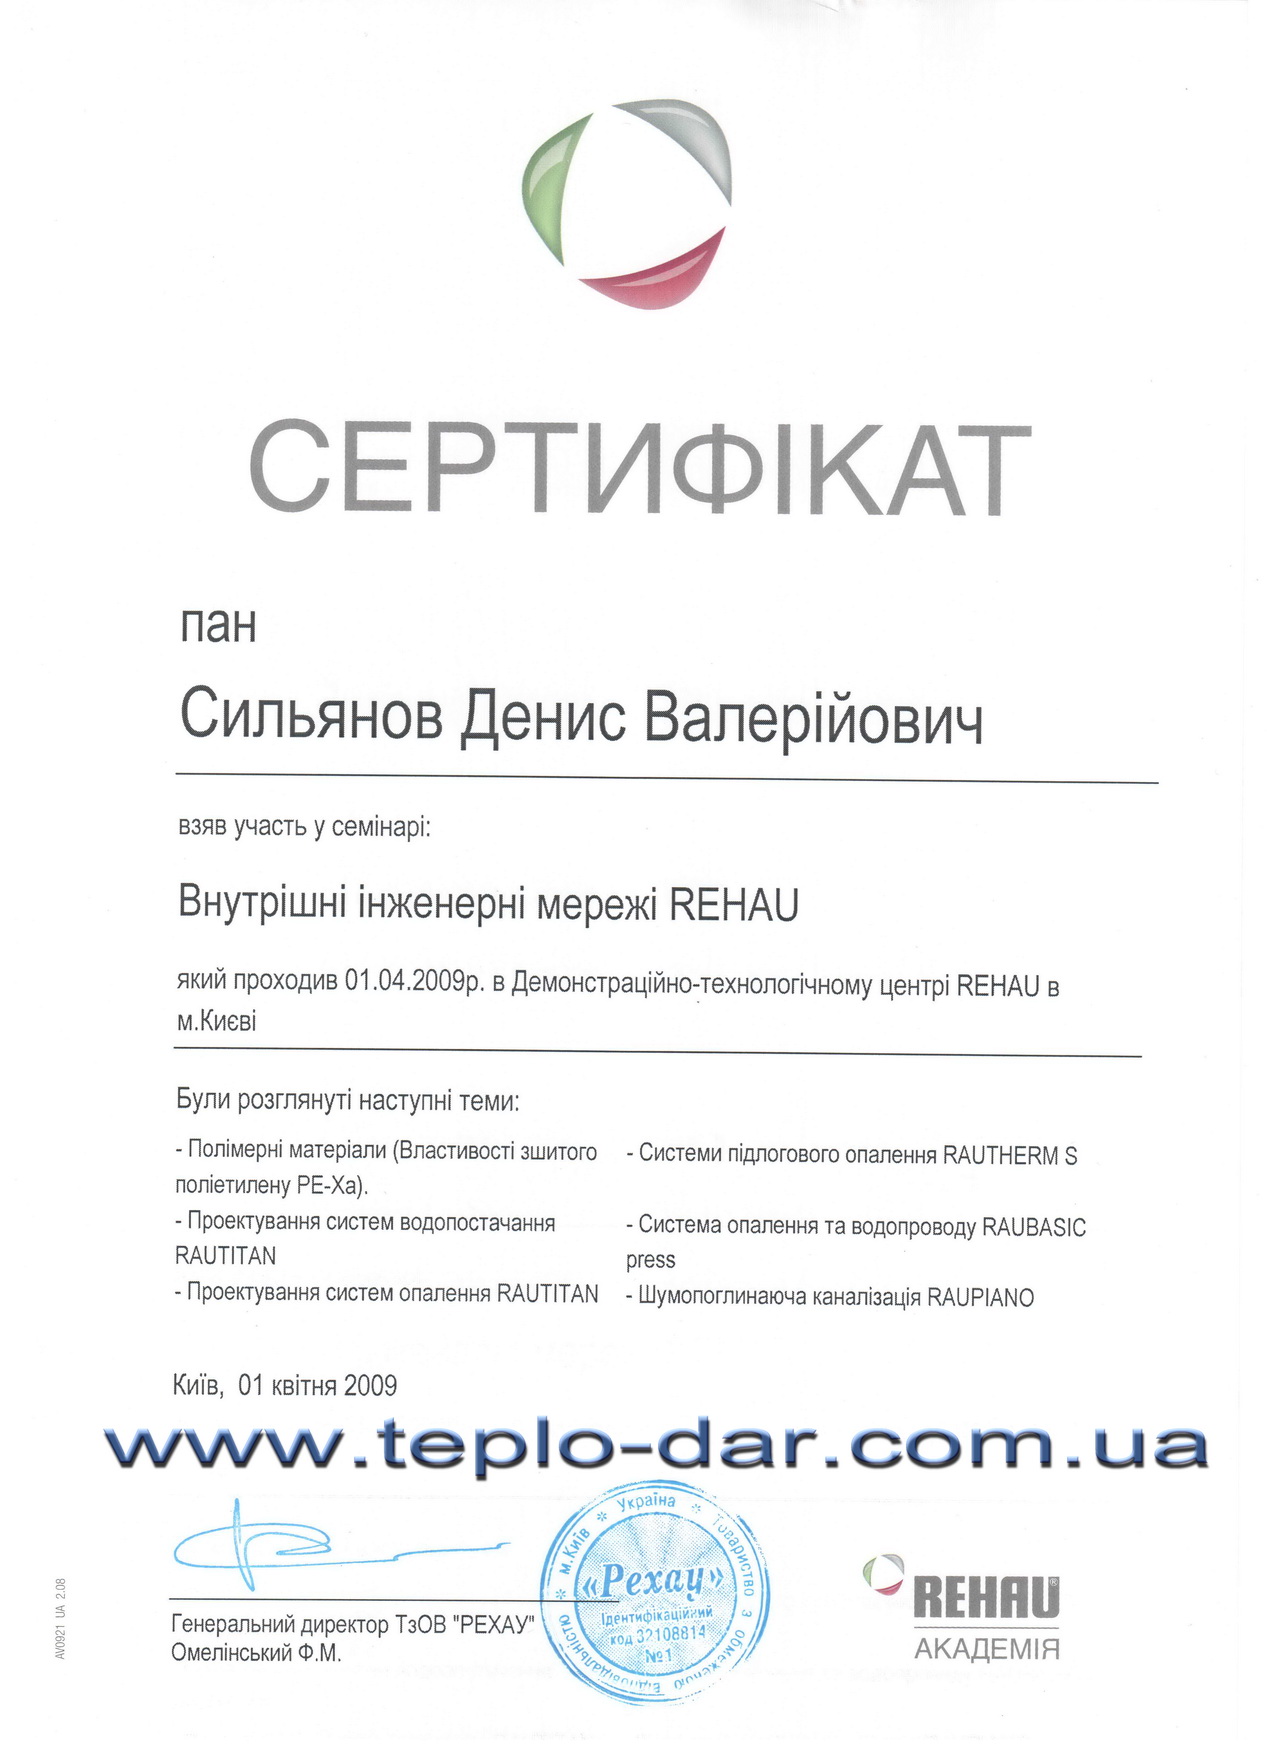 СЕРТИФІКАТ
пан
Сильянов Денис Валерійович
взяв участь у семінарі:
Внутрішні інженерні мережі REHAU
який проходив 01.04.2009р. в Демонстраційно-технологічному центрі REHAU в
м.Києві
Були розглянуті наступні теми:
- Полімерні матеріали (Властивості зшитого
поліетилену PE-Xa).
- Проектування систем водопостачання
RAUTITAN
- Проектування систем опалення RAUTITAN
- Системи підлогового опалення RAUTHERM S
- Система опалення та водопроводу RAUBASIC
press
- Шумопоглинаюча каналізація RAUPIANO
Київ, 01 квітня 2009
www.teplo-dar.com.ua
Генеральний директор ТзОВ "РЕХАУ"
Омелінський Ф.М.
м.Київ * Україна * Товариство з обмеженою відповідальністю *
«Рехау»
Ідентифікаційний
код 32108814
№1
REHAU®
АКАДЕМІЯ
AV0921 UA 2.08